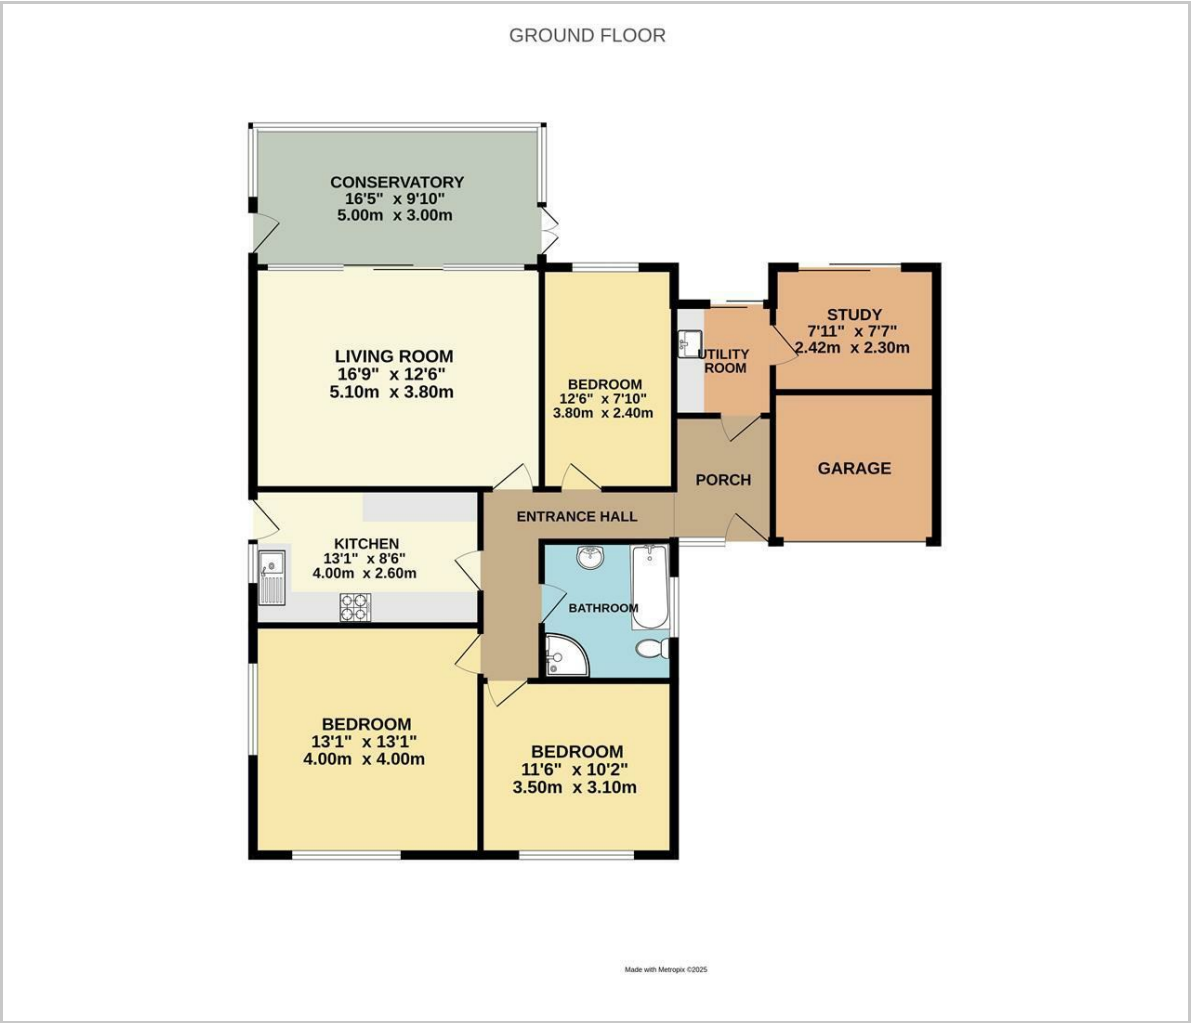 GROUND FLOOR
CONSERVATORY
16'5" x 9'10"
5.00m x 3.00m
LIVING ROOM
16'9" x 12'6"
5.10m x 3.80m
BEDROOM
12'6" x 7'10"
3.80m x 2.40m
UTILITY
ROOM
STUDY
7'11" x 7'7"
2.42m x 2.30m
GARAGE
PORCH
ENTRANCE HALL
KITCHEN
13'1" x 8'6"
4.00m x 2.60m
BATHROOM
BEDROOM
13'1" x 13'1"
4.00m x 4.00m
BEDROOM
11'6" x 10'2"
3.50m x 3.10m
Made with Metropix ©2025